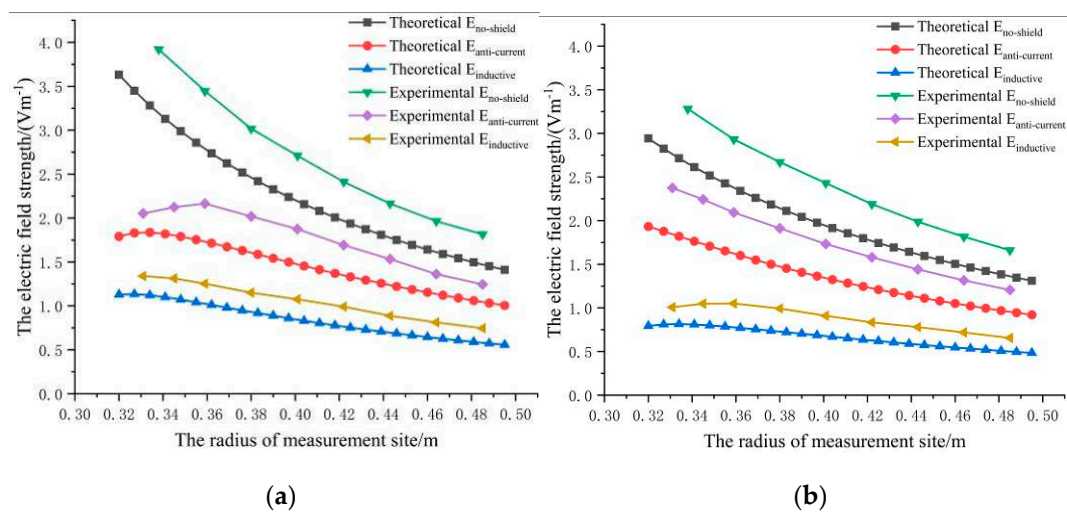 Theoretical Eno-shield
Theoretical Eanti-current
Theoretical Einductive
Experimental Eno-shield
Experimental Eanti-current
Experimental Einductive
The electric field strength/(Vm-1)
4.0
3.5
3.0
2.5
2.0
1.5
1.0
0.5
0.0
0.30 0.32 0.34 0.36 0.38 0.40 0.42 0.44 0.46 0.48 0.50
The radius of measurement site/m
(a)
Theoretical Eno-shield
Theoretical Eanti-current
Theoretical Einductive
Experimental Eno-shield
Experimental Eanti-current
Experimental Einductive
The electric field strength/(Vm-1)
4.0
3.5
3.0
2.5
2.0
1.5
1.0
0.5
0.0
0.30 0.32 0.34 0.36 0.38 0.40 0.42 0.44 0.46 0.48 0.50
The radius of measurement site/m
(b)